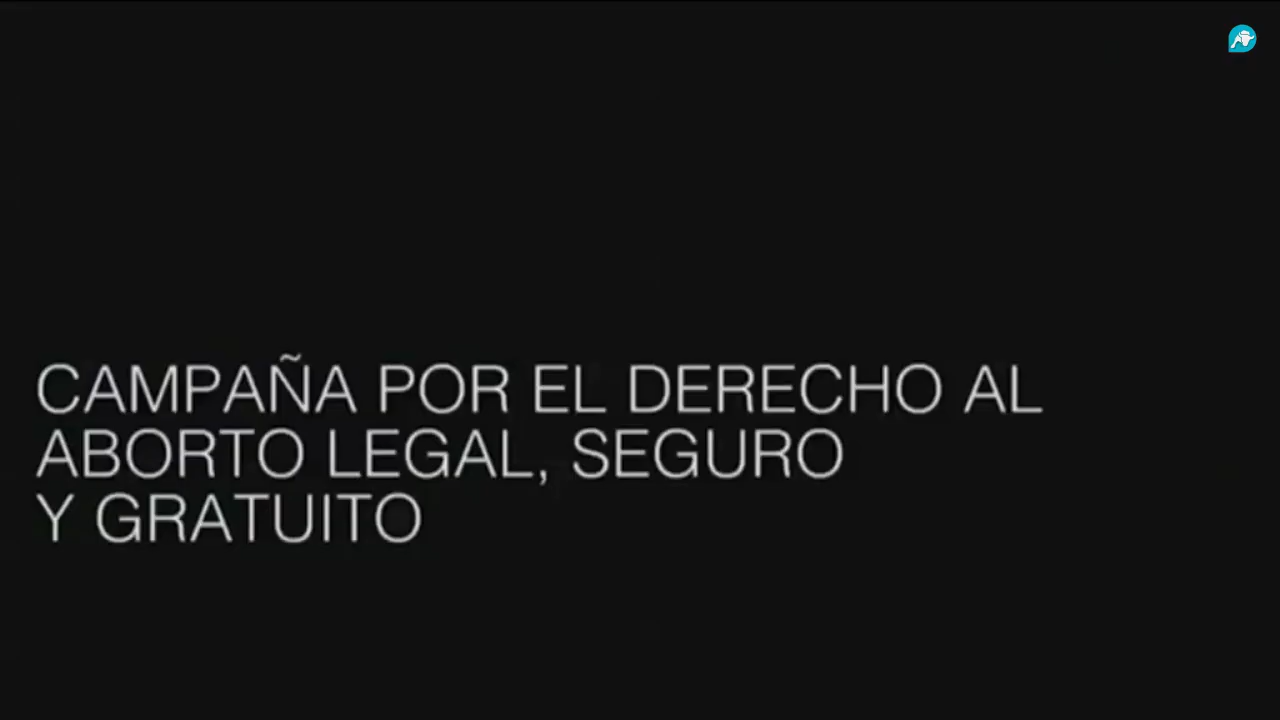 CAMPAÑA POR EL DERECHO AL
ABORTO LEGAL, SEGURO
Y GRATUITO